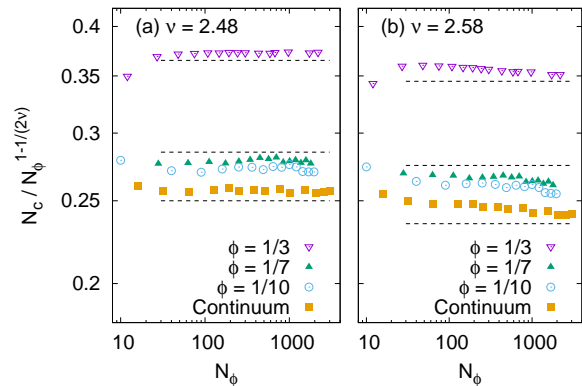 (a) ν = 2.48
(b) ν = 2.58
N_c / N_ϕ^{1-1/(2ν)}
0.4
0.35
0.3
0.25
0.2
ϕ = 1/3
ϕ = 1/7
ϕ = 1/10
Continuum
ϕ = 1/3
ϕ = 1/7
ϕ = 1/10
Continuum
10 100 1000
10 100 1000
N_ϕ
N_ϕ